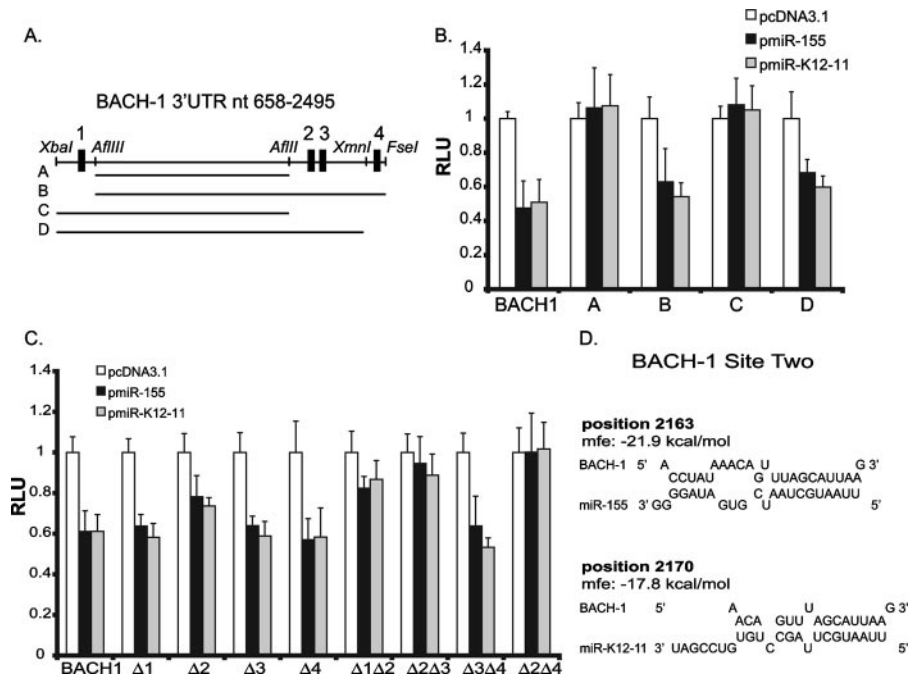 A.
BACH-1 3'UTR nt 658-2495
XbaI 1 AflIII AflII 2 3 XmnI 4 FseI
A
B
C
D
B.
pcDNA3.1
pmiR-155
pmiR-K12-11
RLU
1.4
1.2
1
0.8
0.6
0.4
0.2
0
BACH1 A B C D
C.
pcDNA3.1
pmiR-155
pmiR-K12-11
RLU
1.4
1.2
1
0.8
0.6
0.4
0.2
0
BACH1 Δ1 Δ2 Δ3 Δ4 Δ1Δ2 Δ2Δ3 Δ3Δ4 Δ2Δ4
D.
BACH-1 Site Two
position 2163
mfe: -21.9 kcal/mol
BACH-1 5' A AAACA U G 3'
CCUAU G UUAGCAUUAA
GGAUA C AAUCGUAAUU
miR-155 3' GG GUG U 5'
position 2170
mfe: -17.8 kcal/mol
BACH-1 5' A U G 3'
ACA GUU AGCAUUAA
UGU CGA UCGUAAUU
miR-K12-11 3' UAGCCUG C U 5'